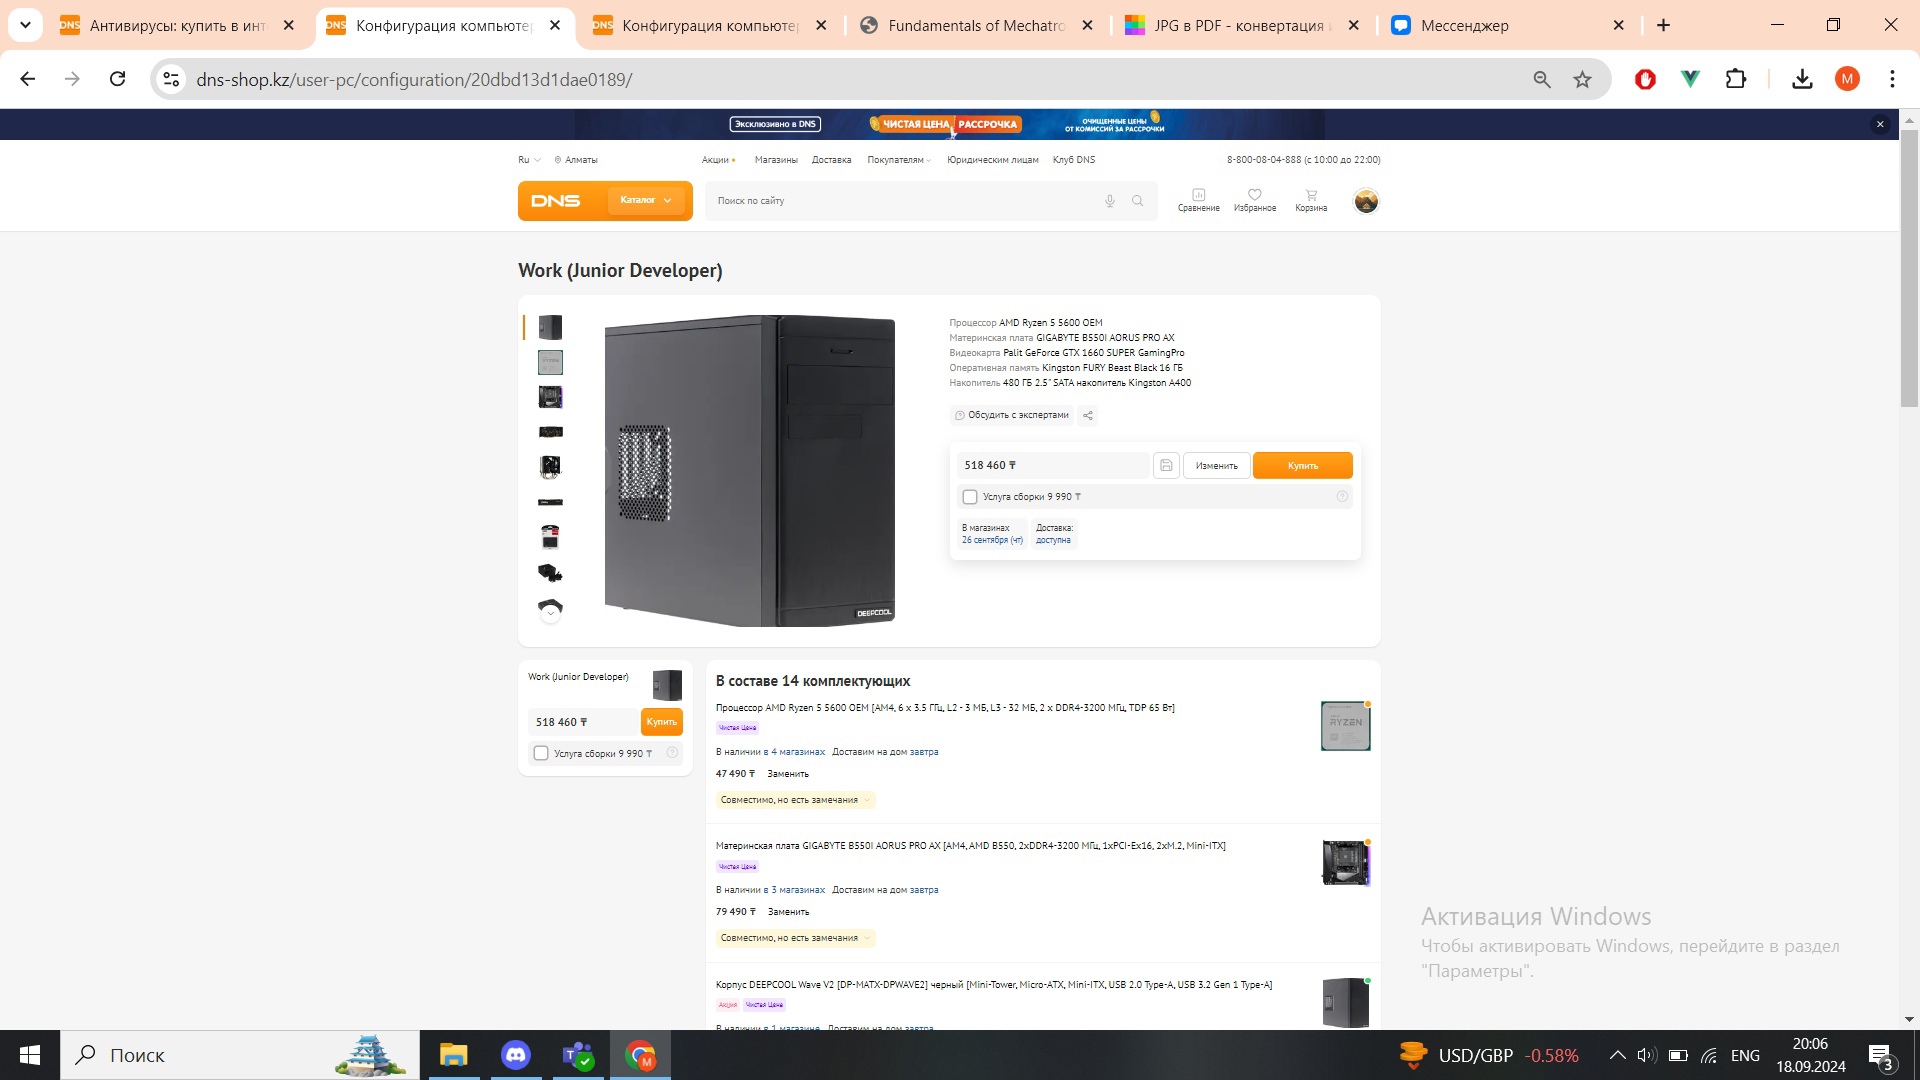 Антивирусы: купить в инт
Конфигурация компьютер
Конфигурация компьютер
Fundamentals of Mechatro
JPG в PDF - конвертация и
Мессенджер
dns-shop.kz/user-pc/configuration/20dbd13d1dae0189/
M
Эксклюзивно в DNS
ЧИСТАЯ ЦЕНА РАССРОЧКА
ОЧИЩЕННЫЕ ЦЕНЫ
ОТ КОМИССИЙ ЗА РАССРОЧКИ
Ru
Алматы
Акции
Магазины
Доставка
Покупателям
Юридическим лицам
Клуб DNS
8-800-08-04-888 (с 10:00 до 22:00)
DNS
Каталог
Поиск по сайту
Сравнение
Избранное
Корзина
Work (Junior Developer)
Процессор AMD Ryzen 5 5600 OEM
Материнская плата GIGABYTE B550I AORUS PRO AX
Видеокарта Palit GeForce GTX 1660 SUPER GamingPro
Оперативная память Kingston FURY Beast Black 16 ГБ
Накопитель 480 ГБ 2.5" SATA накопитель Kingston A400
Обсудить с экспертами
518 460 ₸
Изменить
Купить
Услуга сборки 9 990 ₸
В магазинах
26 сентября (чт)
Доставка:
доступна
DEEPCOOL
Work (Junior Developer)
518 460 ₸
Купить
Услуга сборки 9 990 ₸
В составе 14 комплектующих
Процессор AMD Ryzen 5 5600 OEM [AM4, 6 x 3.5 ГГц, L2 - 3 МБ, L3 - 32 МБ, 2 x DDR4-3200 МГц, TDP 65 Вт]
Чистая Цена
В наличии в 4 магазинах Доставим на дом завтра
47 490 ₸ Заменить
Совместимо, но есть замечания
RYZEN
Материнская плата GIGABYTE B550I AORUS PRO AX [AM4, AMD B550, 2xDDR4-3200 МГц, 1xPCI-Ex16, 2xM.2, Mini-ITX]
Чистая Цена
В наличии в 3 магазинах Доставим на дом завтра
79 490 ₸ Заменить
Совместимо, но есть замечания
Корпус DEEPCOOL Wave V2 [DP-MATX-DPWAVE2] черный [Mini-Tower, Micro-ATX, Mini-ITX, USB 2.0 Type-A, USB 3.2 Gen 1 Type-A]
Акция Чистая Цена
В наличии в 1 магазине Доставим на дом завтра
Активация Windows
Чтобы активировать Windows, перейдите в раздел
"Параметры".
Поиск
M
USD/GBP -0.58%
ENG
20:06
18.09.2024
3